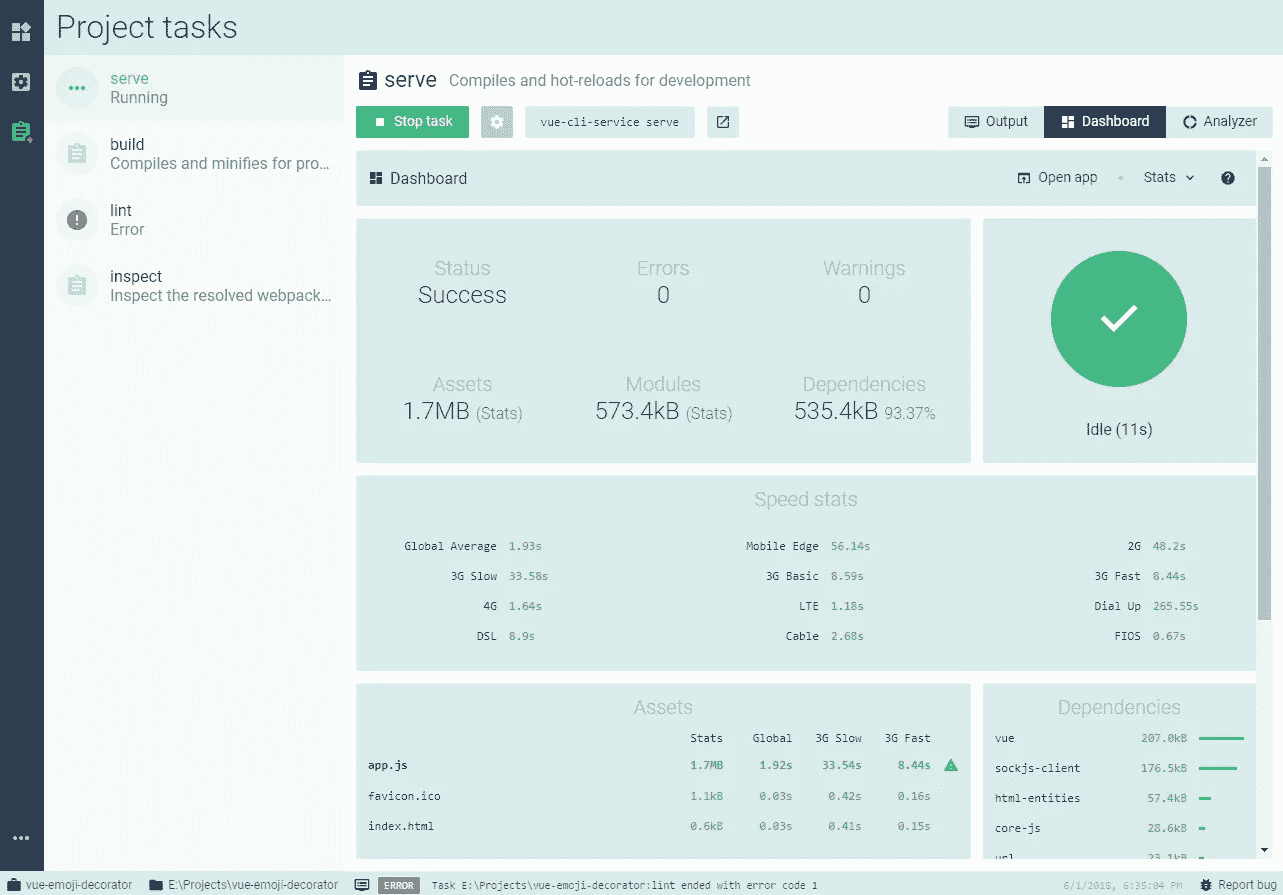 Project tasks
serve
Running
build
Compiles and minifies for pro...
lint
Error
inspect
Inspect the resolved webpack...
serve Compiles and hot-reloads for development
Stop task vue-cli-service serve Output Dashboard Analyzer
Dashboard Open app Stats
Status Errors Warnings
Success 0 0
Assets Modules Dependencies
1.7MB (Stats) 573.4kB (Stats) 535.4kB 93.37%
Idle (11s)
Speed stats
Global Average 1.93s Mobile Edge 56.14s 2G 48.2s
3G Slow 33.58s 3G Basic 8.59s 3G Fast 8.44s
4G 1.64s LTE 1.18s Dial Up 265.55s
DSL 8.9s Cable 2.68s FIOS 0.67s
Assets
Stats Global 3G Slow 3G Fast
app.js 1.7MB 1.92s 33.54s 8.44s
favicon.ico 1.1kB 0.03s 0.42s 0.16s
index.html 0.6kB 0.03s 0.41s 0.15s
Dependencies
vue 207.0kB
sockjs-client 176.5kB
html-entities 57.4kB
core-js 28.6kB
url 23.1kB
vue-emoji-decorator E:\Projects\vue-emoji-decorator ERROR Task E:\Projects\vue-emoji-decorator:lint ended with error code 1 6/1/2018, 6:35:04 PM Report bug